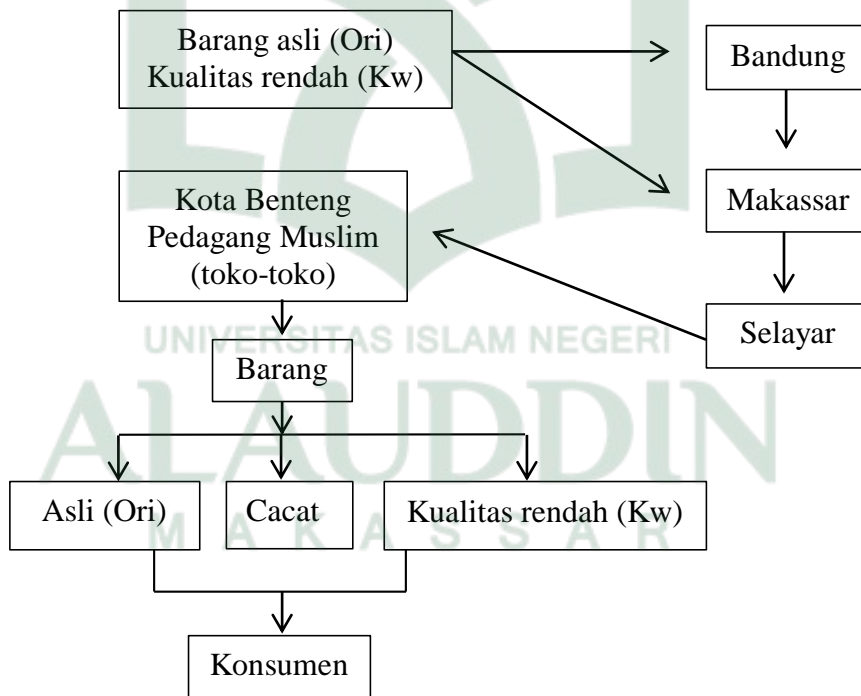 Barang asli (Ori)
Kualitas rendah (Kw)
Bandung
Makassar
Selayar
Kota Benteng
Pedagang Muslim
(toko-toko)
Barang
Asli (Ori)
Cacat
Kualitas rendah (Kw)
Konsumen
UNIVERSITAS ISLAM NEGERI
ALAUDDIN
MAKASSAR